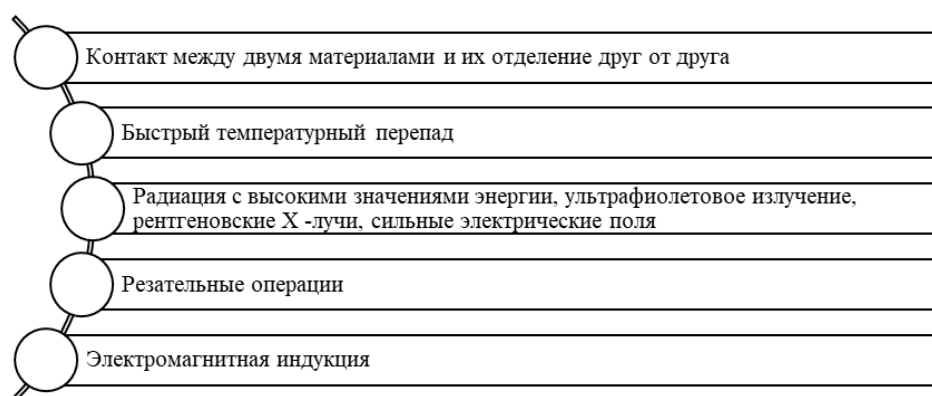 Контакт между двумя материалами и их отделение друг от друга
Быстрый температурный перепад
Радиация с высокими значениями энергии, ультрафиолетовое излучение,
рентгеновские X -лучи, сильные электрические поля
Резательные операции
Электромагнитная индукция